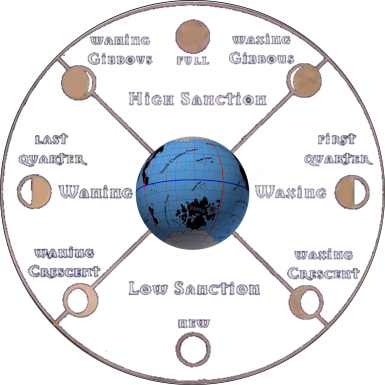 Waning
Gibbous
Full
Waxing
Gibbous
High Sanction
Last
Quarter
First
Quarter
Waning
Waxing
Waning
Crescent
Waxing
Crescent
Low Sanction
New